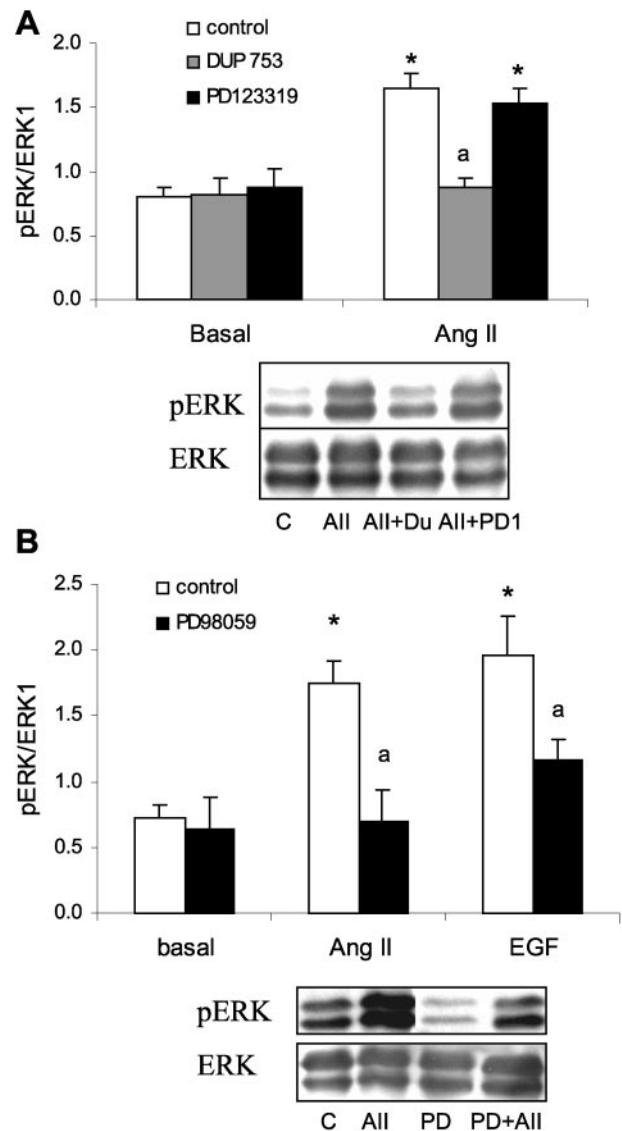 A
control
DUP 753
PD123319
pERK/ERK1
2.0
1.5
1.0
0.5
0.0
*
a
*
Basal Ang II
pERK
ERK
C AII AII+Du AII+PD1
B
control
PD98059
pERK/ERK1
2.5
2.0
1.5
1.0
0.5
0.0
*
a
*
a
basal Ang II EGF
pERK
ERK
C AII PD PD+AII